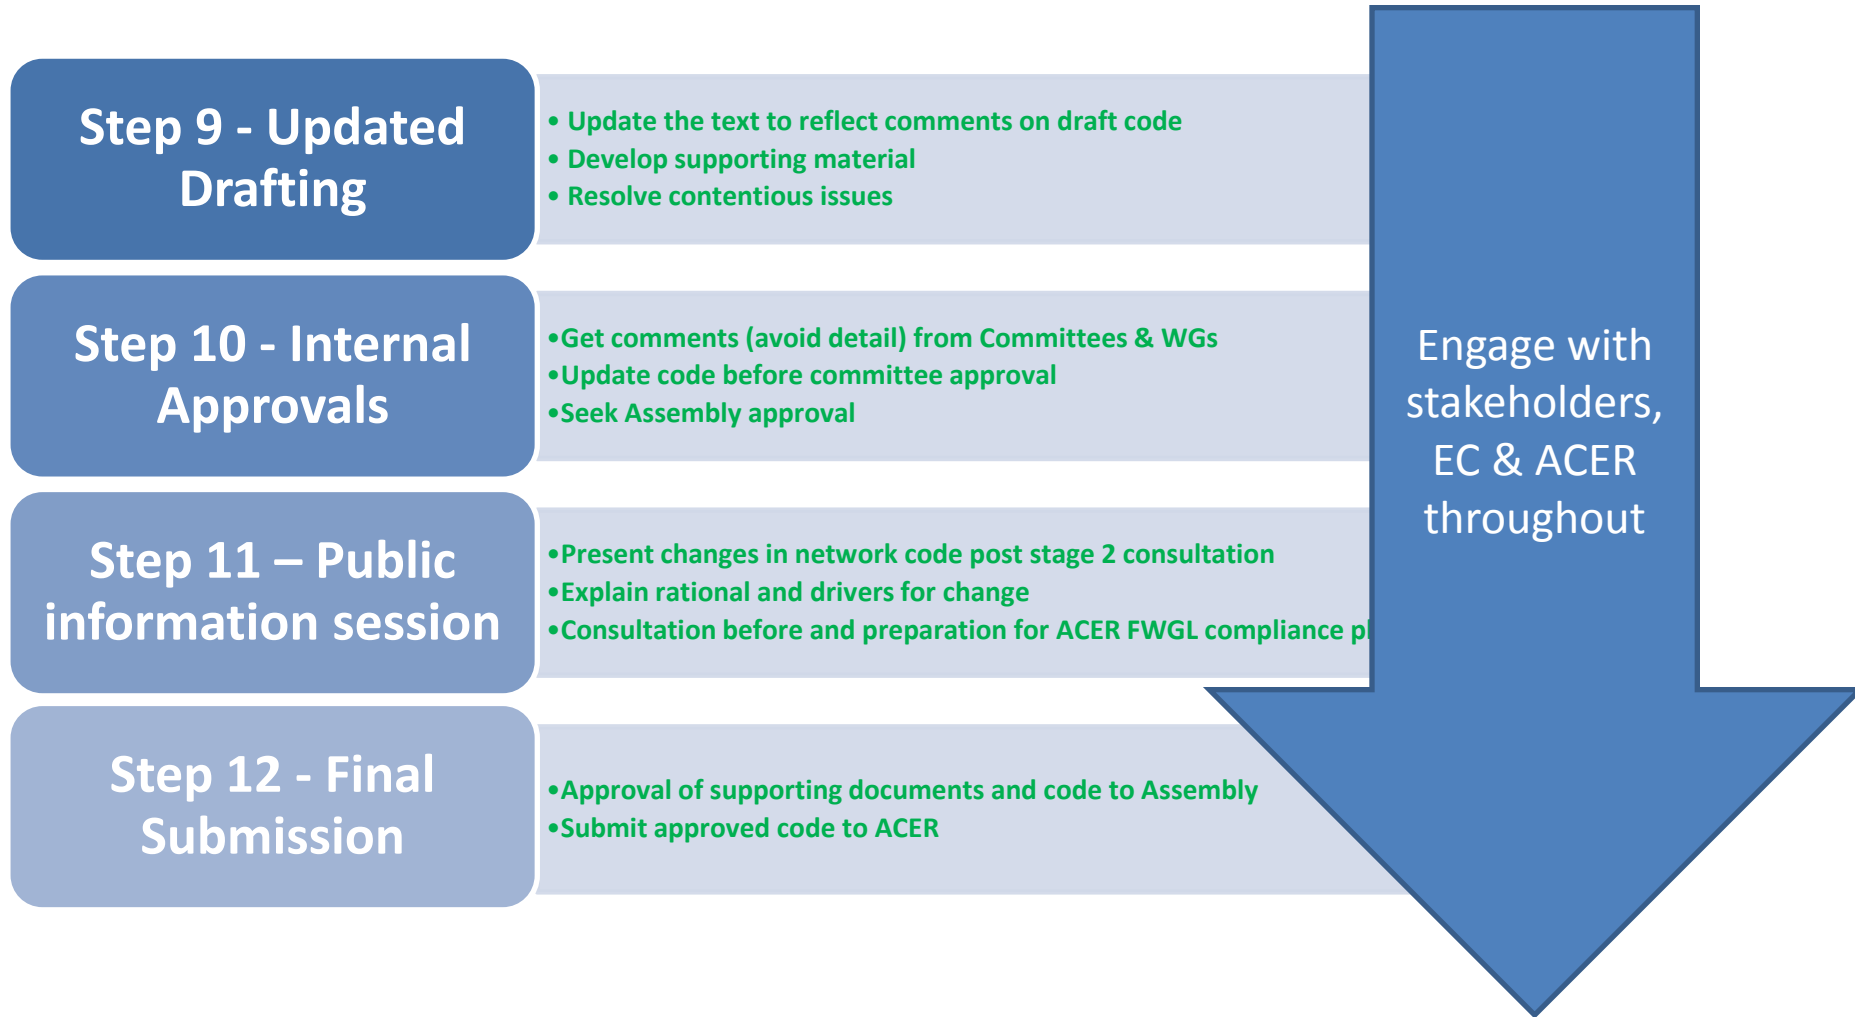 Step 9 - Updated
Drafting
• Update the text to reflect comments on draft code
• Develop supporting material
• Resolve contentious issues
Step 10 - Internal
Approvals
•Get comments (avoid detail) from Committees & WGs
•Update code before committee approval
•Seek Assembly approval
Step 11 – Public
information session
•Present changes in network code post stage 2 consultation
•Explain rational and drivers for change
•Consultation before and preparation for ACER FWGL compliance
Step 12 - Final
Submission
•Approval of supporting documents and code to Assembly
•Submit approved code to ACER
Engage with
stakeholders,
EC & ACER
throughout